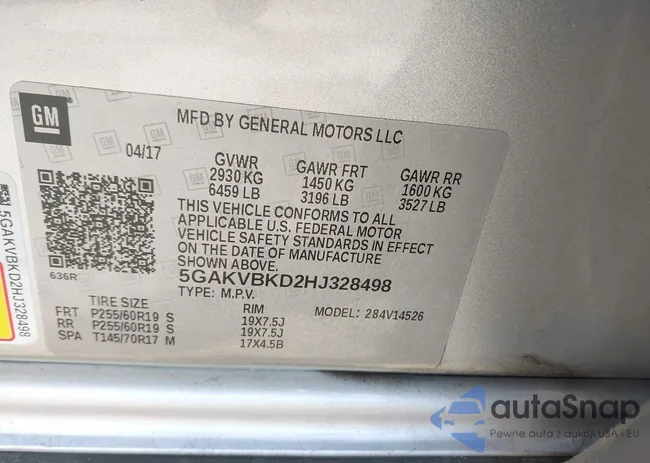 GM
MFD BY GENERAL MOTORS LLC
04/17
GVWR GAWR FRT GAWR RR
2930 KG 1450 KG 1600 KG
6459 LB 3196 LB 3527 LB
THIS VEHICLE CONFORMS TO ALL
APPLICABLE U.S. FEDERAL MOTOR
VEHICLE SAFETY STANDARDS IN EFFECT
ON THE DATE OF MANUFACTURE
SHOWN ABOVE.
636R
5GAKVBKD2HJ328498
TYPE: M.P.V.
TIRE SIZE RIM MODEL: 284V14526
FRT P255/60R19 S 19X7.5J
RR P255/60R19 S 19X7.5J
SPA T145/70R17 M 17X4.5B
5GAKVBKD2HJ328498
autoSnap
Pewne auta z aukcji USA i EU